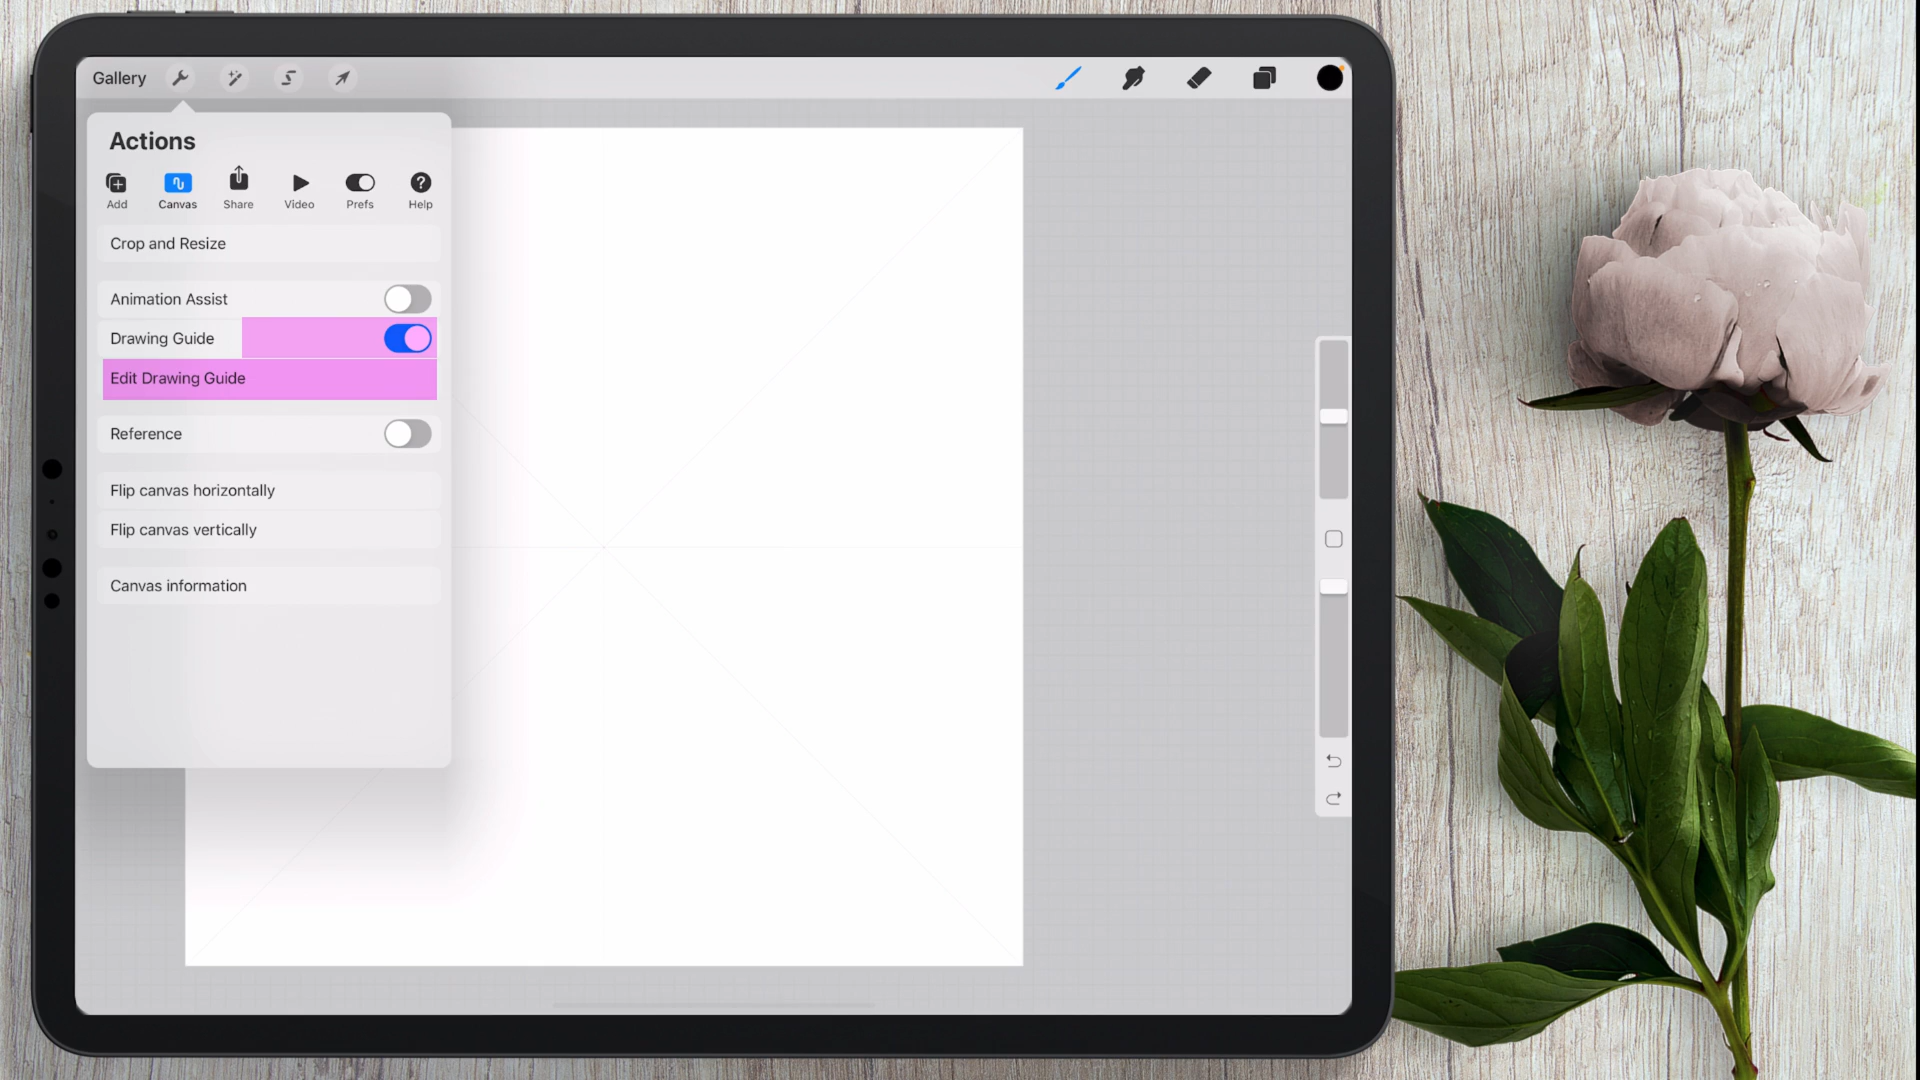 Gallery
Actions
Add Canvas Share Video Prefs Help
Crop and Resize
Animation Assist
Drawing Guide
Edit Drawing Guide
Reference
Flip canvas horizontally
Flip canvas vertically
Canvas information